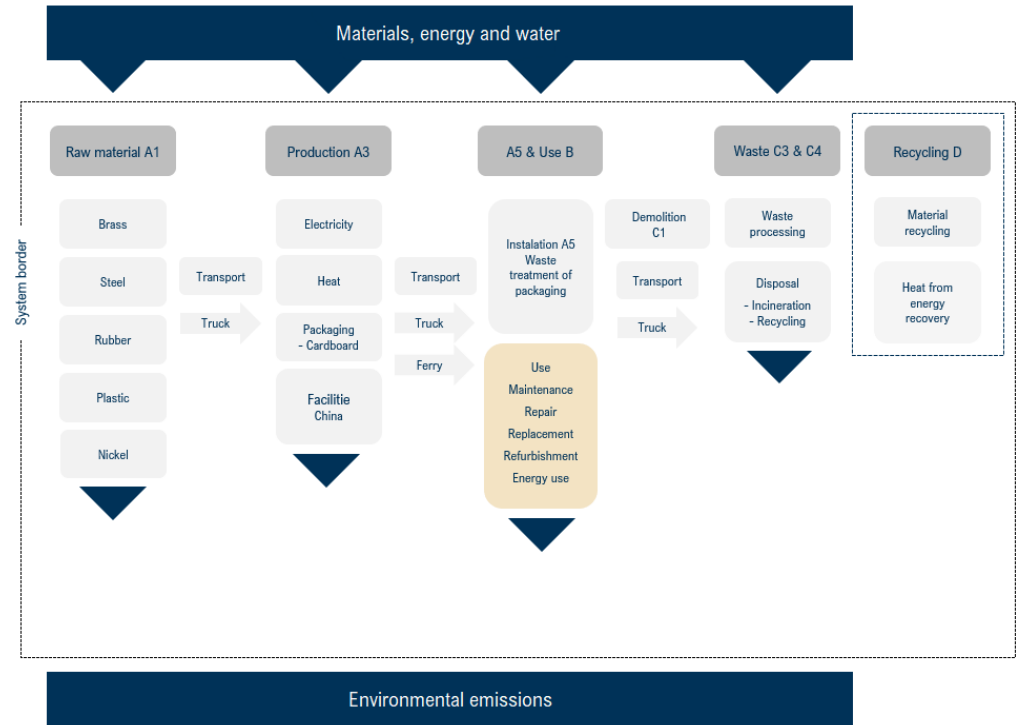 Materials, energy and water
System border
Raw material A1
Brass
Steel
Rubber
Plastic
Nickel
Transport
Truck
Production A3
Electricity
Heat
Packaging
- Cardboard
Facilitie
China
Transport
Truck
Ferry
A5 & Use B
Instalation A5
Waste
treatment of
packaging
Use
Maintenance
Repair
Replacement
Refurbishment
Energy use
Demolition
C1
Transport
Truck
Waste C3 & C4
Waste
processing
Disposal
- Incineration
- Recycling
Recycling D
Material
recycling
Heat from
energy
recovery
Environmental emissions